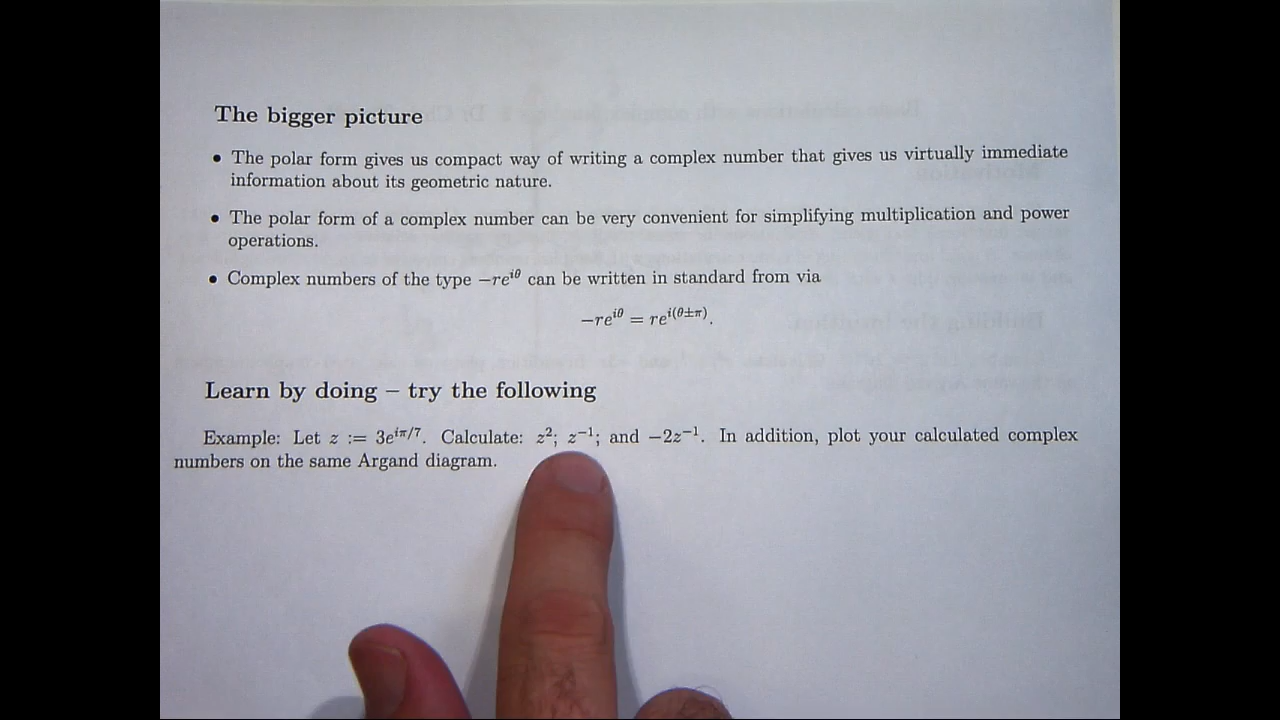 The bigger picture
• The polar form gives us compact way of writing a complex number that gives us virtually immediate
information about its geometric nature.
• The polar form of a complex number can be very convenient for simplifying multiplication and power
operations.
• Complex numbers of the type −re^{iθ} can be written in standard from via
−re^{iθ} = re^{i(θ±π)}.
Learn by doing – try the following
Example: Let z := 3e^{iπ/7}. Calculate: z²; z⁻¹; and −2z⁻¹. In addition, plot your calculated complex
numbers on the same Argand diagram.